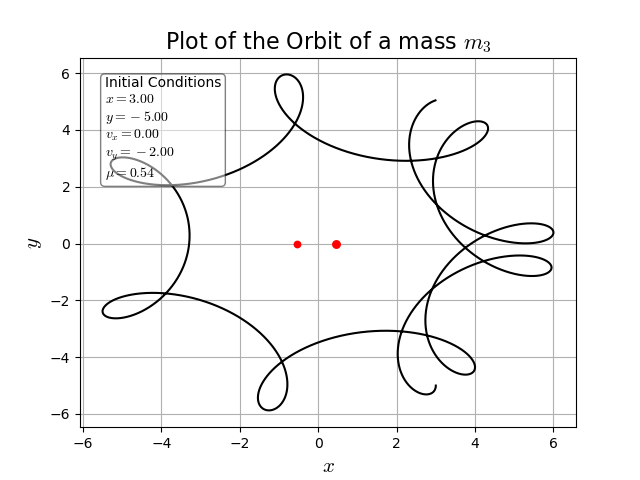 Plot of the Orbit of a mass m₃
Initial Conditions
x = 3.00
y = −5.00
vₓ = 0.00
v_y = −2.00
μ = 0.54
6
4
2
0
−2
−4
−6
y
−6
−4
−2
0
2
4
6
x